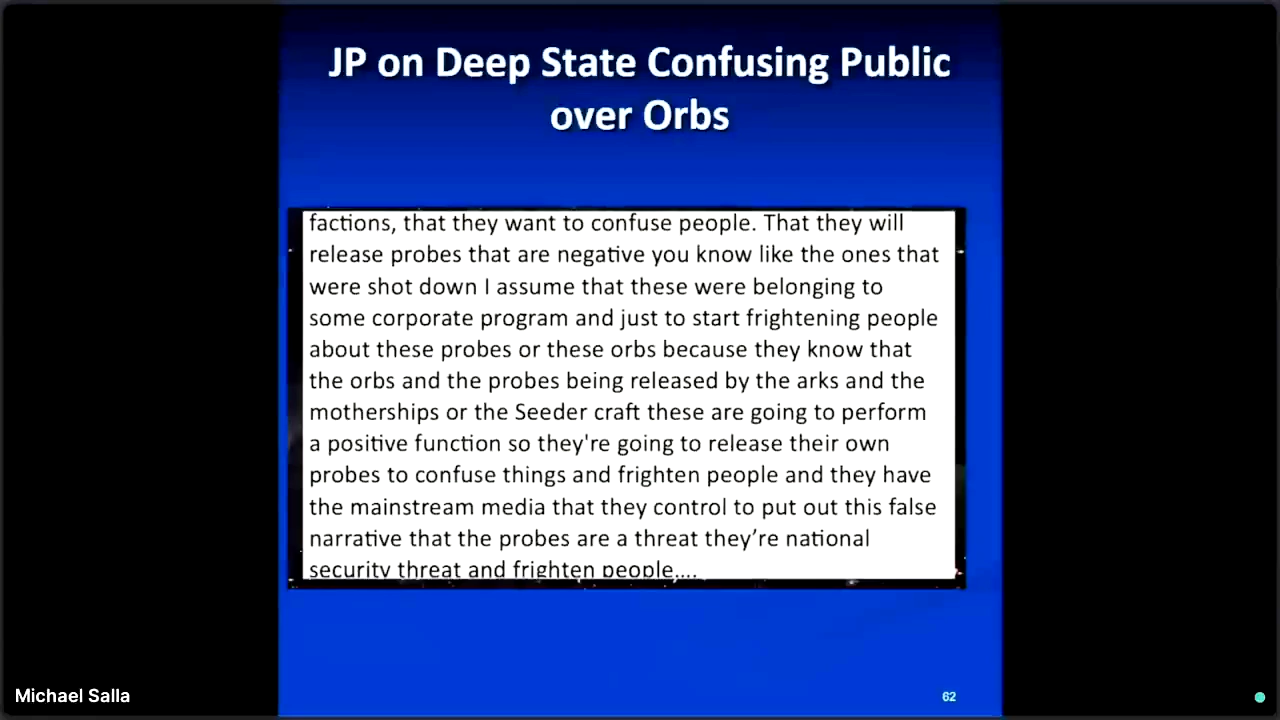 JP on Deep State Confusing Public
over Orbs
factions, that they want to confuse people. That they will
release probes that are negative you know like the ones that
were shot down I assume that these were belonging to
some corporate program and just to start frightening people
about these probes or these orbs because they know that
the orbs and the probes being released by the arks and the
motherships or the Seeder craft these are going to perform
a positive function so they're going to release their own
probes to confuse things and frighten people and they have
the mainstream media that they control to put out this false
narrative that the probes are a threat they’re national
security threat and frighten people....
Michael Salla
62